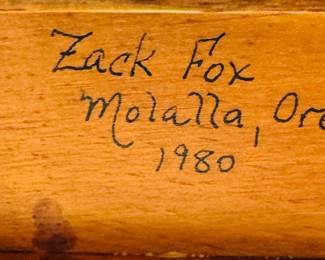 Zack Fox
Molalla, Ore
1980